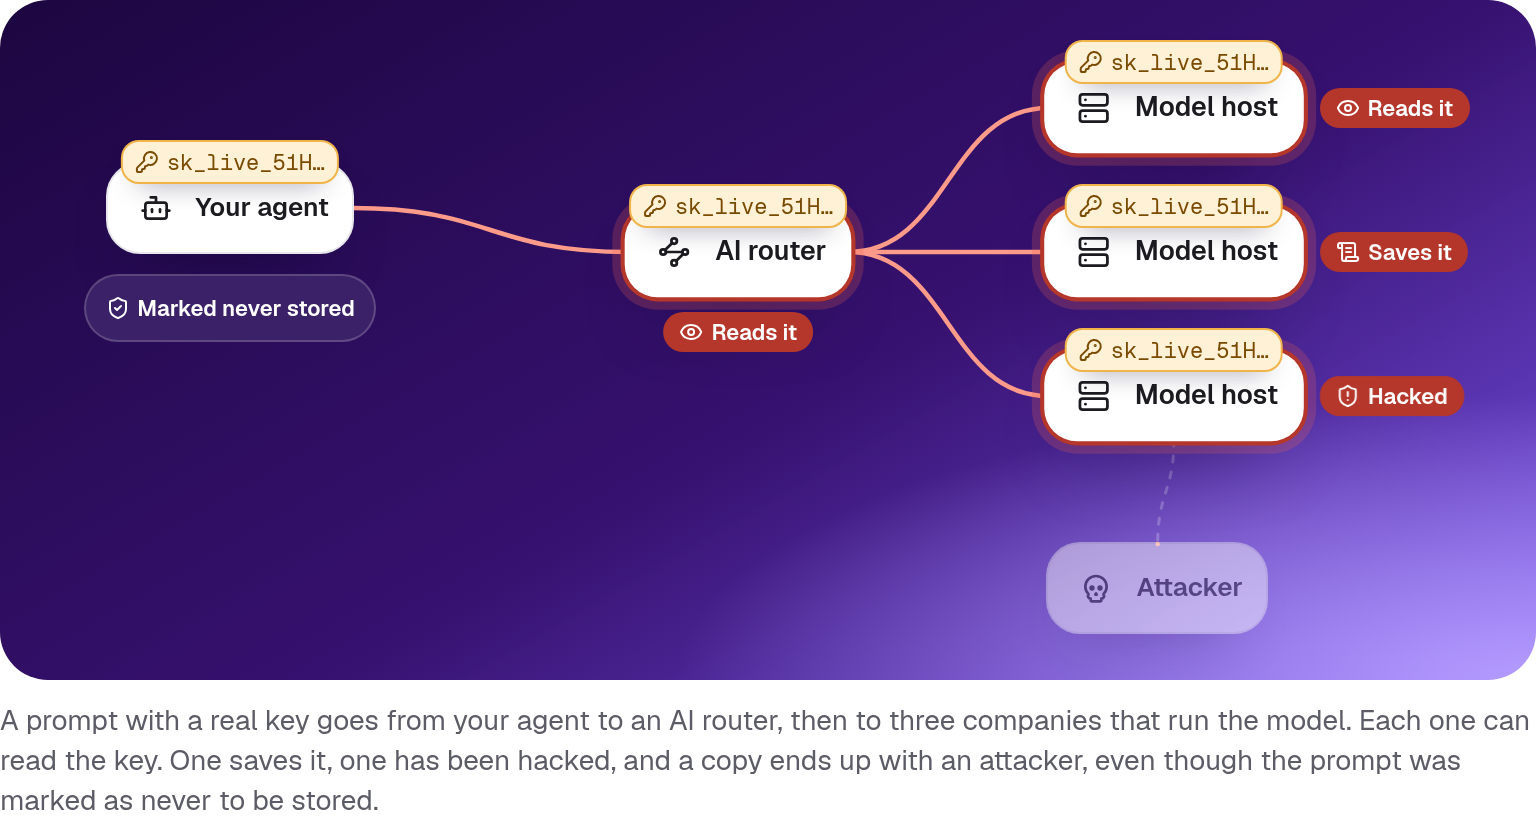 sk_live_51H…
Your agent
Marked never stored
sk_live_51H…
AI router
Reads it
sk_live_51H…
Model host
Reads it
sk_live_51H…
Model host
Saves it
sk_live_51H…
Model host
Hacked
Attacker
A prompt with a real key goes from your agent to an AI router, then to three companies that run the model. Each one can
read the key. One saves it, one has been hacked, and a copy ends up with an attacker, even though the prompt was
marked as never to be stored.